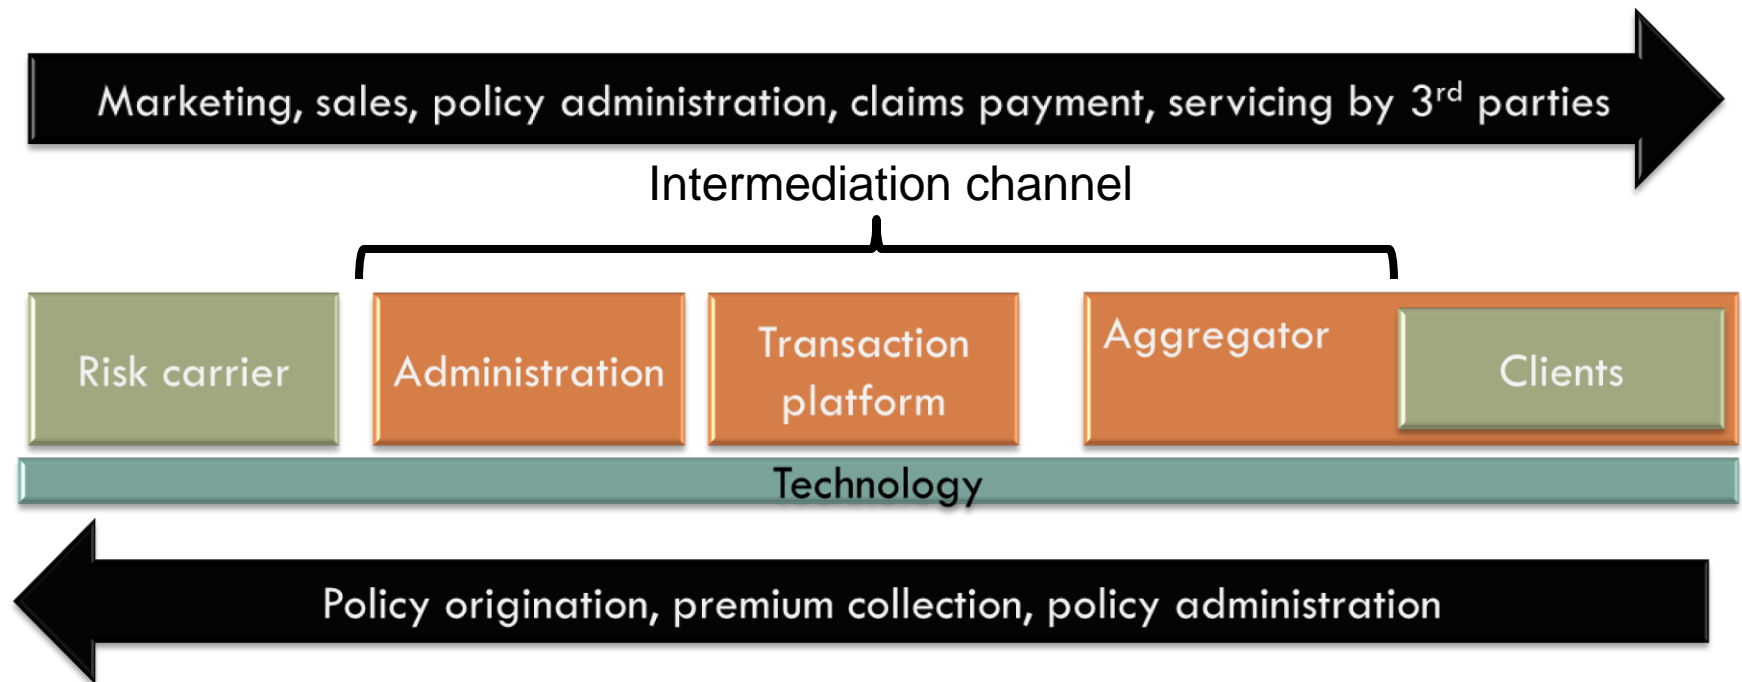 Marketing, sales, policy administration, claims payment, servicing by 3rd parties
Intermediation channel
Risk carrier
Administration
Transaction
platform
Aggregator
Clients
Technology
Policy origination, premium collection, policy administration